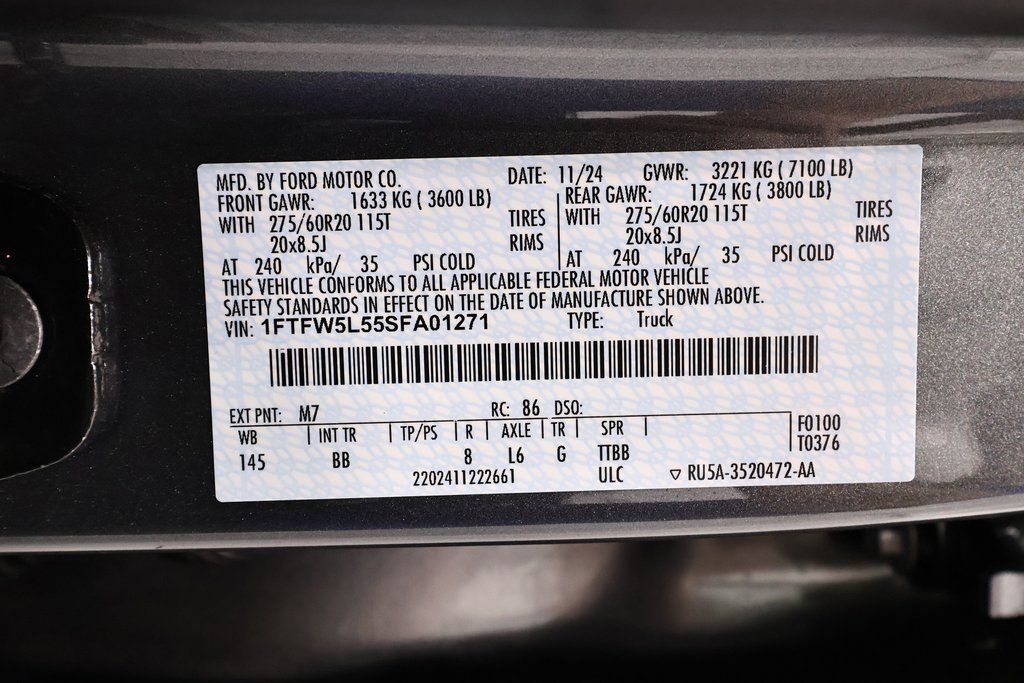 MFD. BY FORD MOTOR CO. DATE: 11/24 GVWR: 3221 KG ( 7100 LB)
FRONT GAWR: 1633 KG ( 3600 LB) REAR GAWR: 1724 KG ( 3800 LB)
WITH 275/60R20 115T TIRES WITH 275/60R20 115T TIRES
20x8.5J RIMS 20x8.5J RIMS
AT 240 kPa/ 35 PSI COLD AT 240 kPa/ 35 PSI COLD
THIS VEHICLE CONFORMS TO ALL APPLICABLE FEDERAL MOTOR VEHICLE
SAFETY STANDARDS IN EFFECT ON THE DATE OF MANUFACTURE SHOWN ABOVE.
VIN: 1FTFW5L55SFA01271 TYPE: Truck
EXT PNT: M7 RC: 86 DSO:
WB INT TR TP/PS R AXLE TR SPR F0100
T0376
145 BB 8 L6 G TTBB
2202411222661 ULC ▽ RU5A-3520472-AA